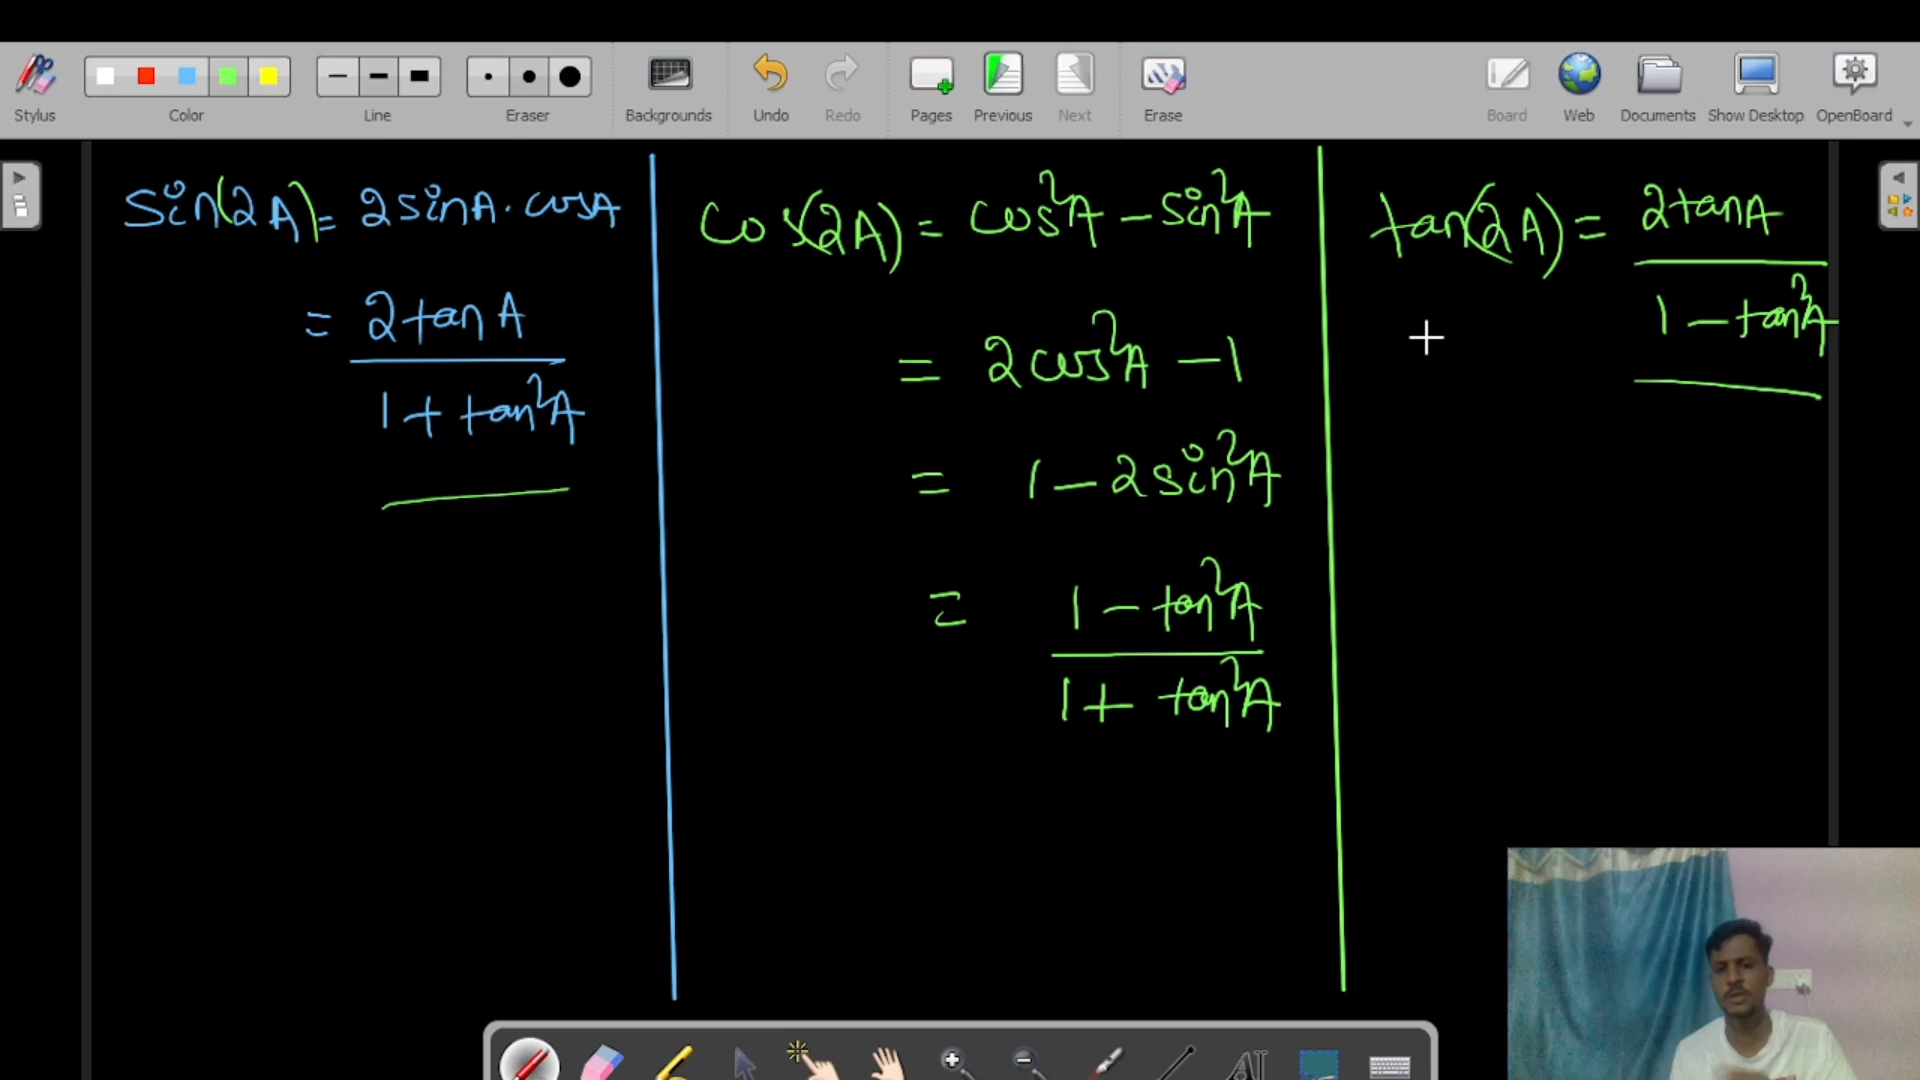 Stylus Color Line Eraser Backgrounds Undo Redo Pages Previous Next Erase Board Web Documents Show Desktop OpenBoard
sin(2A) = 2sinA · cosA
= 2tanA
1 + tan²A
cos(2A) = cos²A − sin²A
= 2cos²A − 1
= 1 − 2sin²A
= 1 − tan²A
1 + tan²A
tan(2A) = 2tanA
1 − tan²A